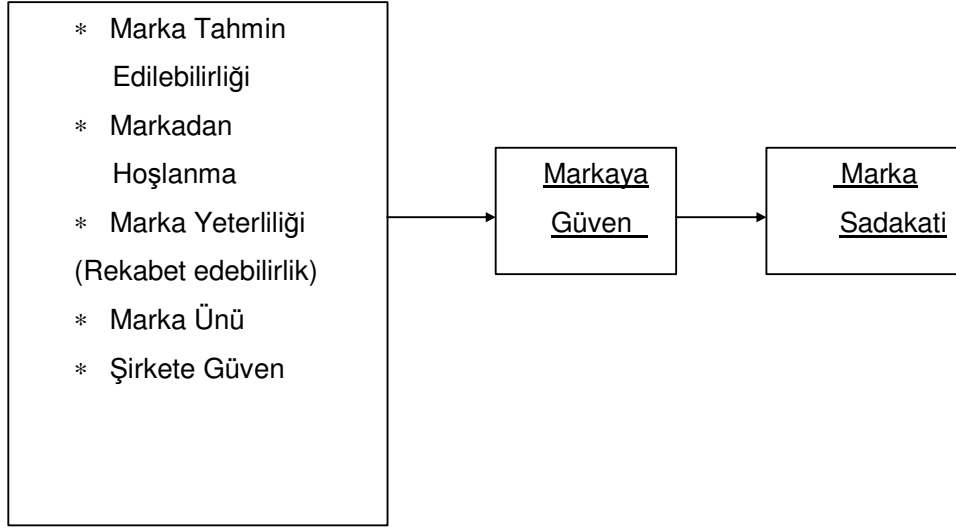 * Marka Tahmin
Edilebilirliği
* Markadan
Hoşlanma
* Marka Yeterliliği
(Rekabet edebilirlik)
* Marka Ünü
* Şirkete Güven
Markaya
Güven
Marka
Sadakati